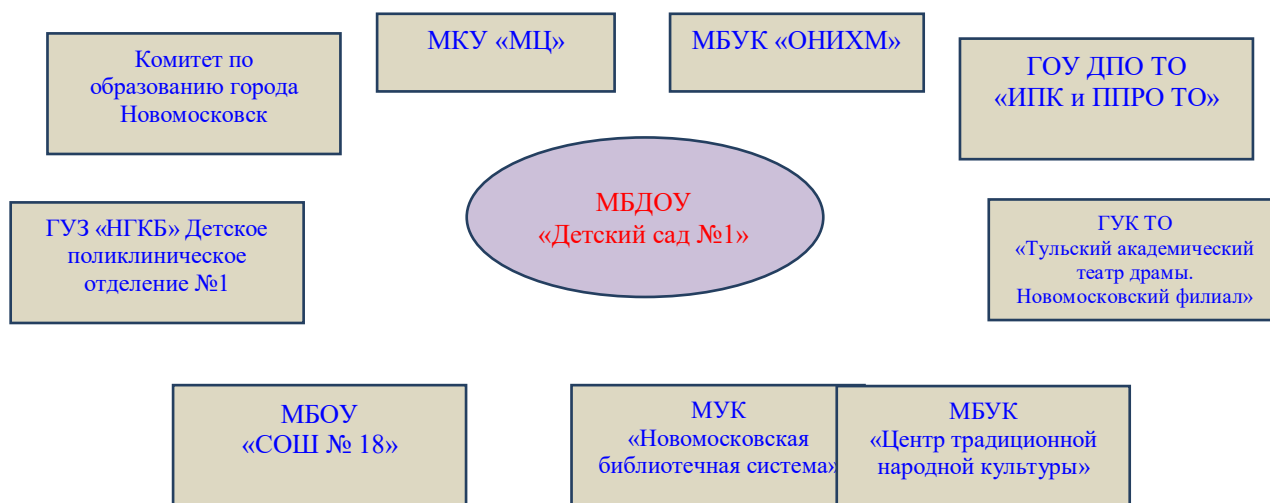 МКУ «МЦ»
МБУК «ОНИХМ»
Комитет по
образованию города
Новомосковск
ГОУ ДПО ТО
«ИПК и ППРО ТО»
МБДОУ
«Детский сад №1»
ГУЗ «НГКБ» Детское
поликлиническое
отделение №1
ГУК ТО
«Тульский академический
театр драмы.
Новомосковский филиал»
МБОУ
«СОШ № 18»
МУК
«Новомосковская
библиотечная система»
МБУК
«Центр традиционной
народной культуры»